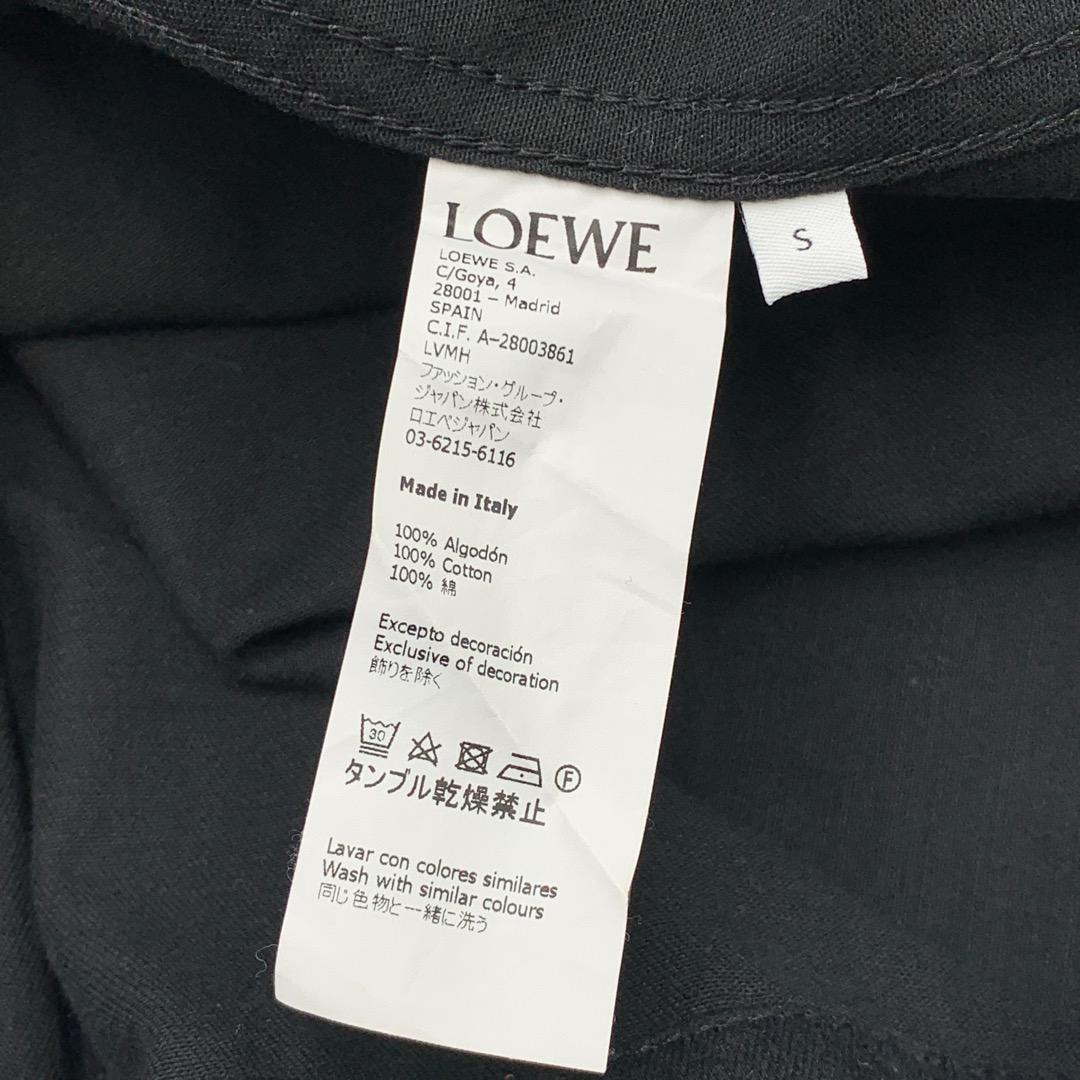 LOEWE
S
LOEWE S.A.
C/Goya, 4
28001 – Madrid
SPAIN
C.I.F. A–28003861
LVMH
ファッション・グループ・
ジャパン株式会社
ロエベジャパン
03-6215-6116
Made in Italy
100% Algodón
100% Cotton
100% 綿
Excepto decoración
Exclusive of decoration
飾りを除く
30
F
タンブル乾燥禁止
Lavar con colores similares
Wash with similar colours
同じ色物と一緒に洗う